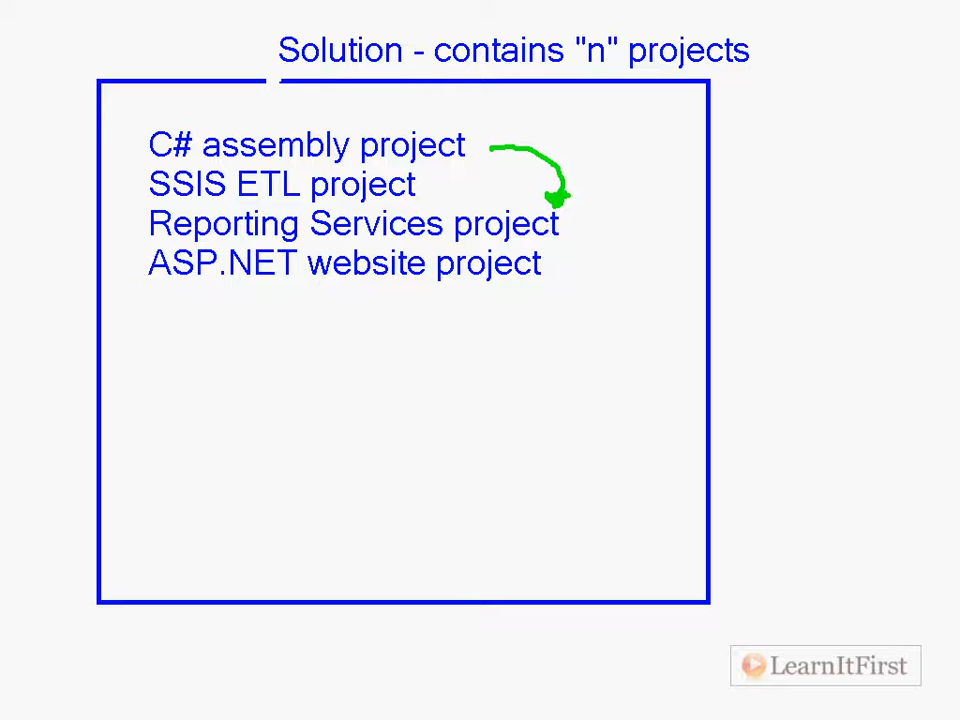 Solution - contains "n" projects
C# assembly project
SSIS ETL project
Reporting Services project
ASP.NET website project
LearnItFirst